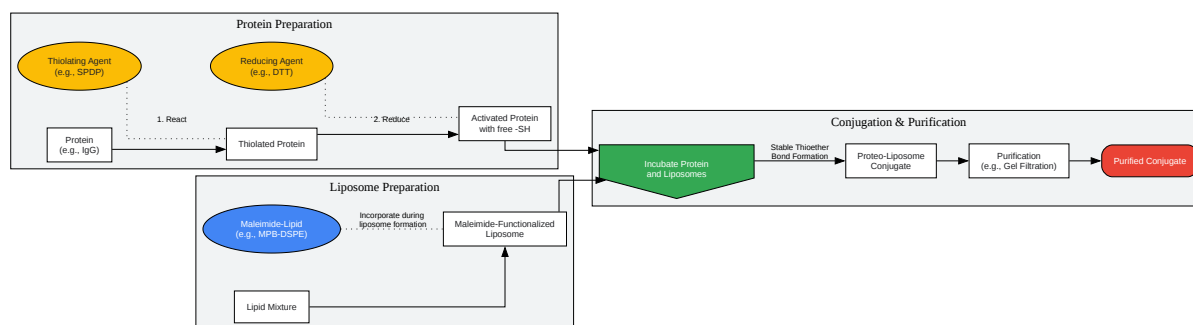 Protein Preparation
Thiolating Agent
(e.g., SPDP)
Reducing Agent
(e.g., DTT)
1. React
2. Reduce
Protein
(e.g., IgG)
Thiolated Protein
Activated Protein
with free -SH
Liposome Preparation
Maleimide-Lipid
(e.g., MPB-DSPE)
Incorporate during
liposome formation
Maleimide-Functionalized
Liposome
Lipid Mixture
Conjugation & Purification
Incubate Protein
and Liposomes
Stable Thioether
Bond Formation
Proteo-Liposome
Conjugate
Purification
(e.g., Gel Filtration)
Purified Conjugate